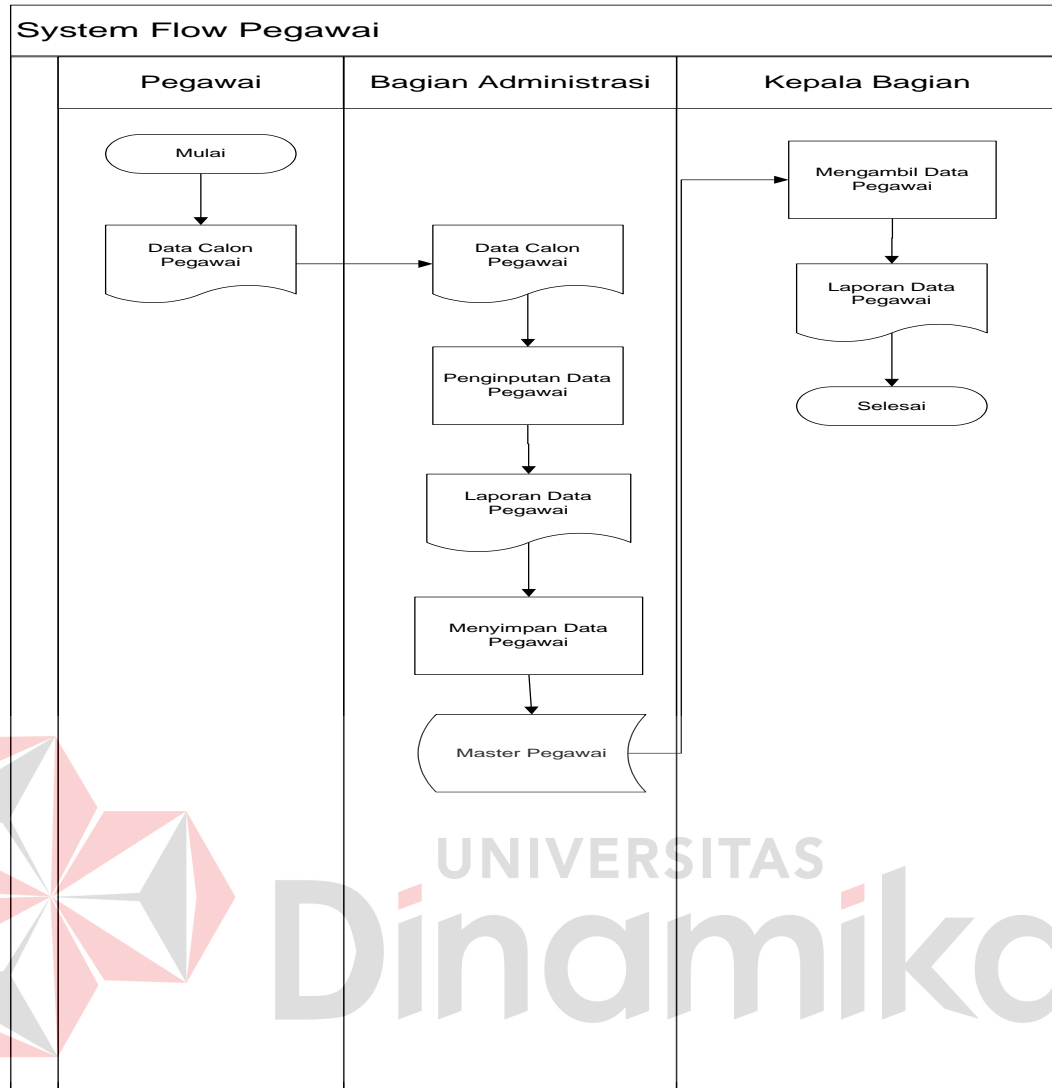 System Flow Pegawai
Pegawai
Bagian Administrasi
Kepala Bagian
Mulai
Data Calon
Pegawai
Data Calon
Pegawai
Penginputan Data
Pegawai
Laporan Data
Pegawai
Menyimpan Data
Pegawai
Master Pegawai
Mengambil Data
Pegawai
Laporan Data
Pegawai
Selesai
UNIVERSITAS
Dinamika